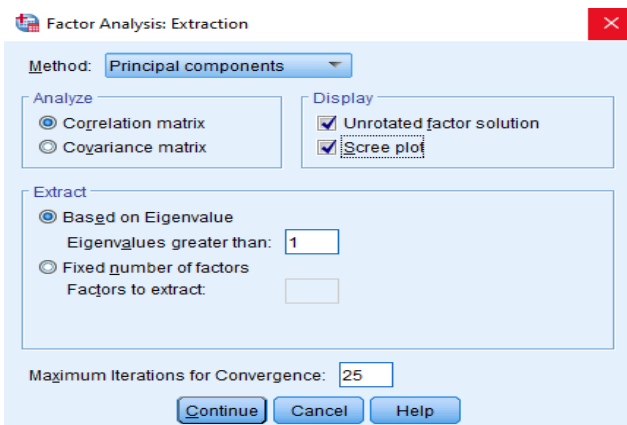 Factor Analysis: Extraction
Method: Principal components
Analyze
Correlation matrix
Covariance matrix
Display
Unrotated factor solution
Scree plot
Extract
Based on Eigenvalue
Eigenvalues greater than: 1
Fixed number of factors
Factors to extract:
Maximum Iterations for Convergence: 25
Continue Cancel Help